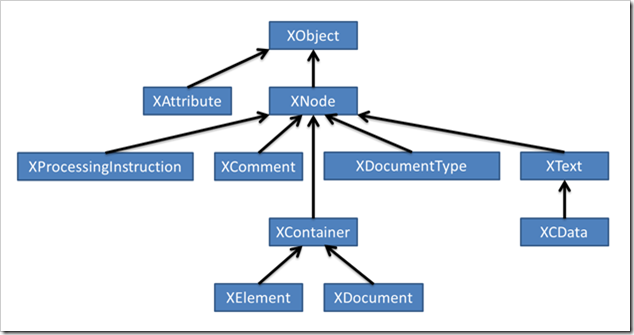 XObject
XAttribute
XNode
XProcessingInstruction
XComment
XDocumentType
XText
XContainer
XCData
XElement
XDocument